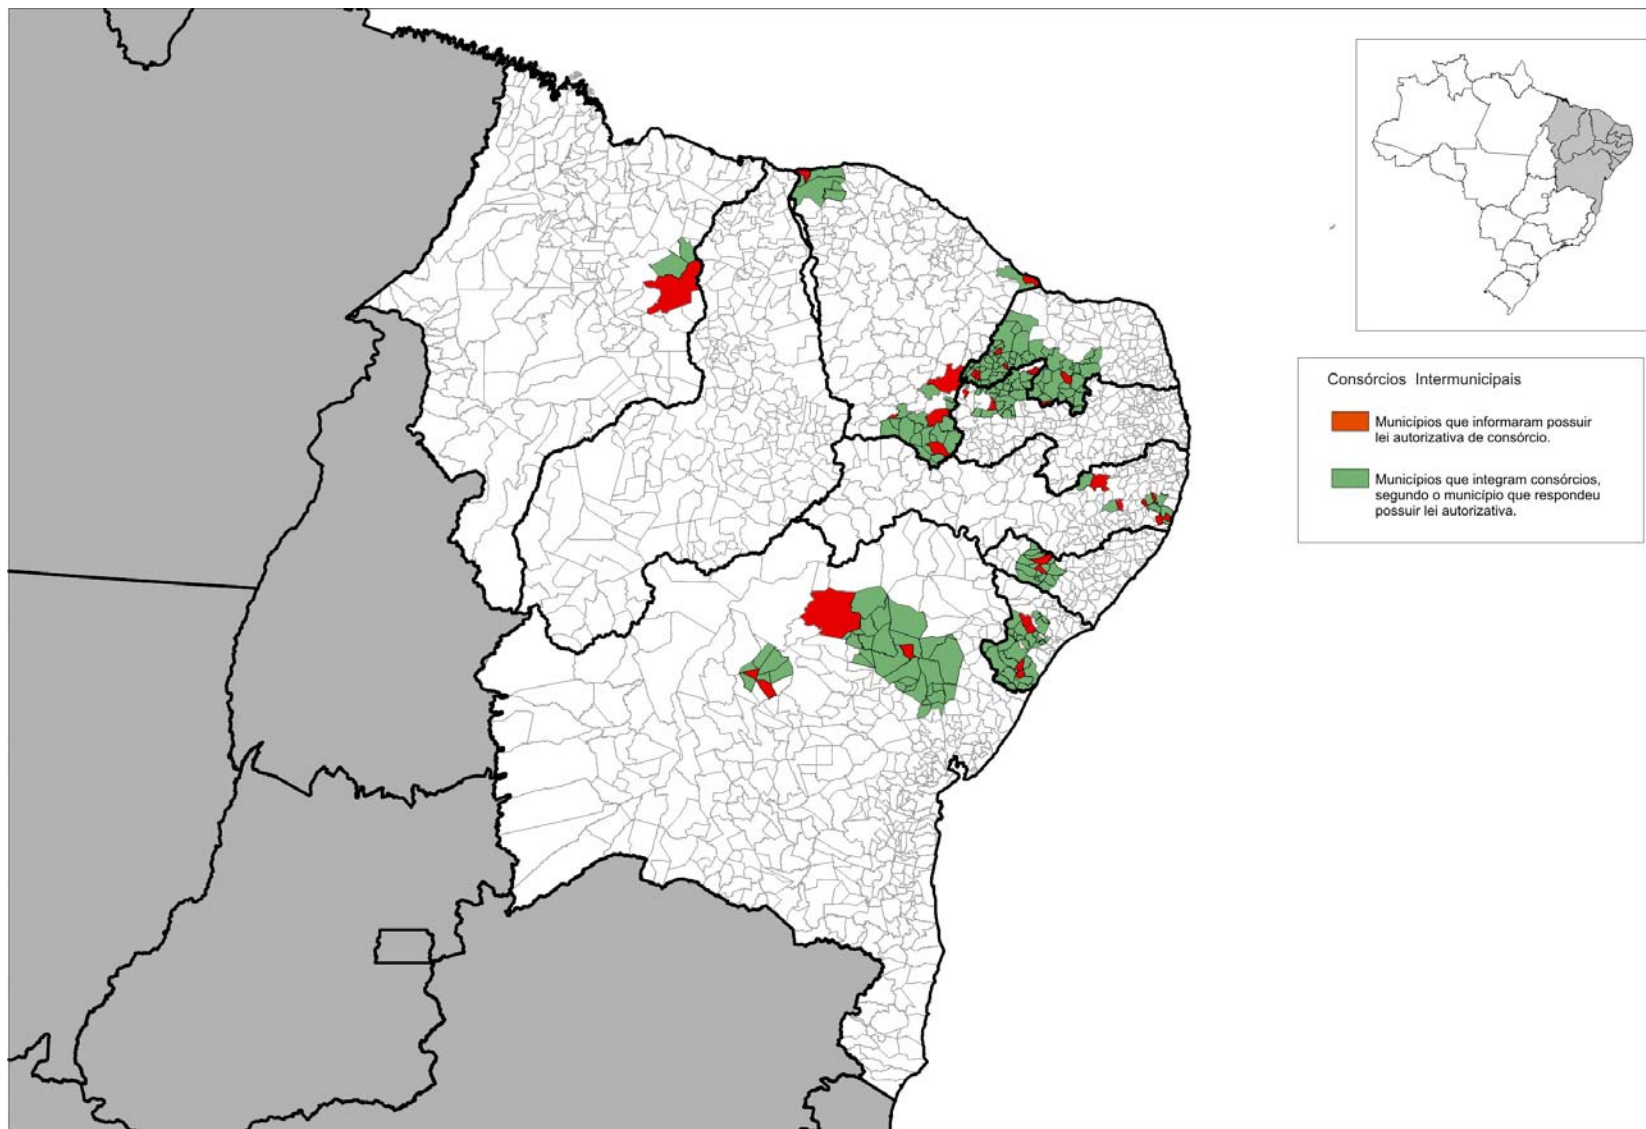 Consórcios Intermunicipais
Municípios que informaram possuir
lei autorizativa de consórcio.
Municípios que integram consórcios,
segundo o município que respondeu
possuir lei autorizativa.